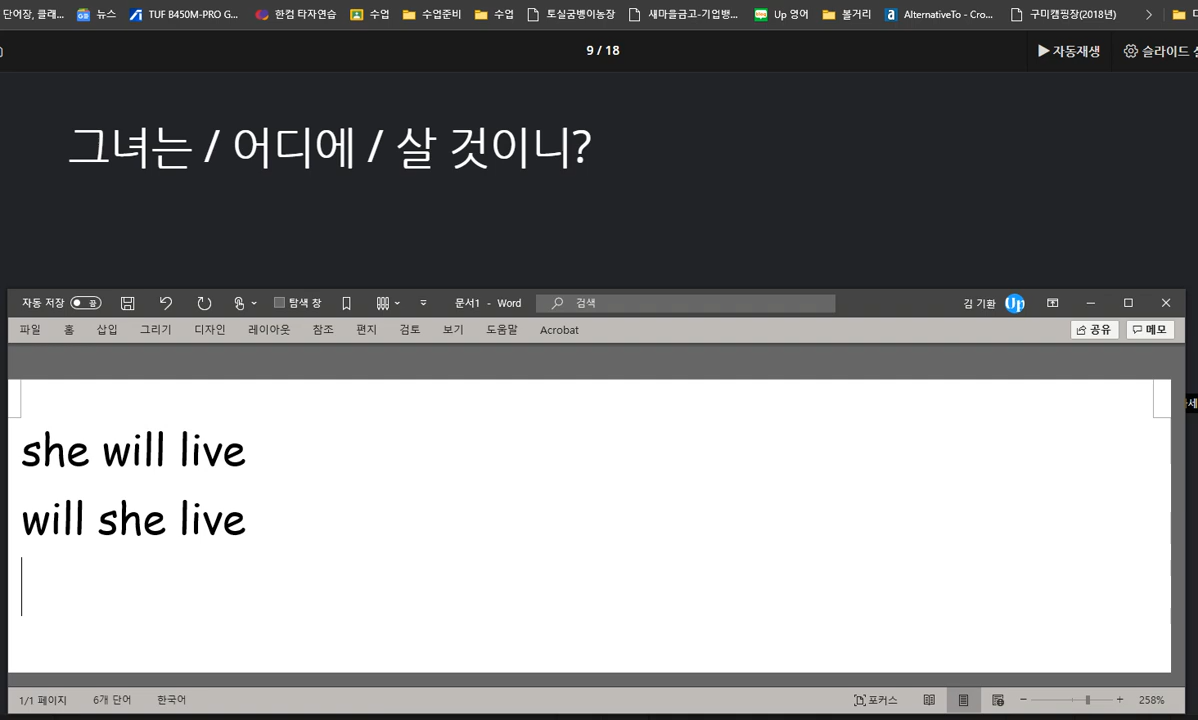 단어장, 클래... 뉴스 TUF B450M-PRO G... 한컴 타자연습 수업 수업준비 수업 토실굼벵이농장 새마을금고-기업뱅... Up 영어 볼거리 AlternativeTo - Cro... 구미캠핑장(2018년)
9 / 18 자동재생 슬라이드
그녀는 / 어디에 / 살 것이니?
자동 저장 끔 탐색 창 문서1 - Word 검색 김 기환 Up
파일 홈 삽입 그리기 디자인 레이아웃 참조 편지 검토 보기 도움말 Acrobat 공유 메모
she will live
will she live
1/1 페이지 6개 단어 한국어 포커스 258%